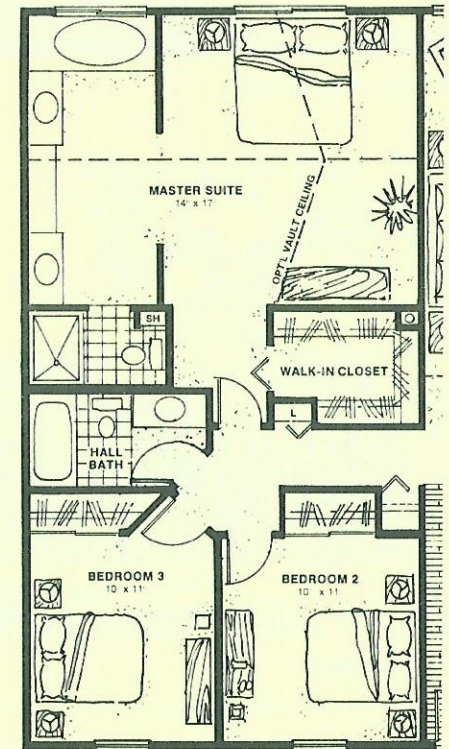 MASTER SUITE
14' x 17'
OPT'L VAULT CEILING
SH
WALK-IN CLOSET
L
HALL
BATH
BEDROOM 3
10' x 11'
BEDROOM 2
10' x 11'